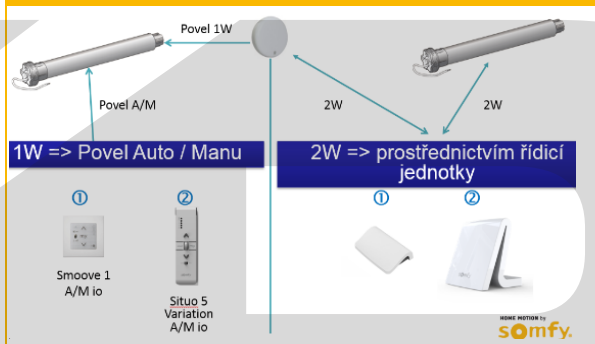 Povel 1W
Povel A/M
2W
2W
1W => Povel Auto / Manu
2W => prostřednictvím řídicí
jednotky
①
②
①
②
Smoove 1
A/M io
Situo 5
Variation
A/M io
HOME MOTION by
somfy.